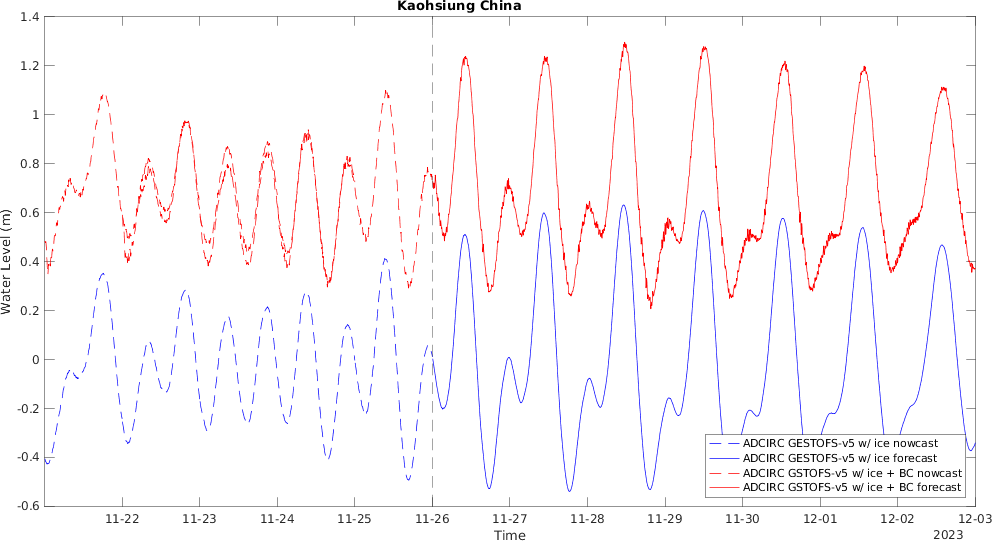 Kaohsiung China
Water Level (m)
1.4
1.2
1
0.8
0.6
0.4
0.2
0
-0.2
-0.4
-0.6
ADCIRC GESTOFS-v5 w/ ice nowcast
ADCIRC GESTOFS-v5 w/ ice forecast
ADCIRC GSTOFS-v5 w/ ice + BC nowcast
ADCIRC GSTOFS-v5 w/ ice + BC forecast
11-22 11-23 11-24 11-25 11-26 11-27 11-28 11-29 11-30 12-01 12-02 12-03
Time
2023